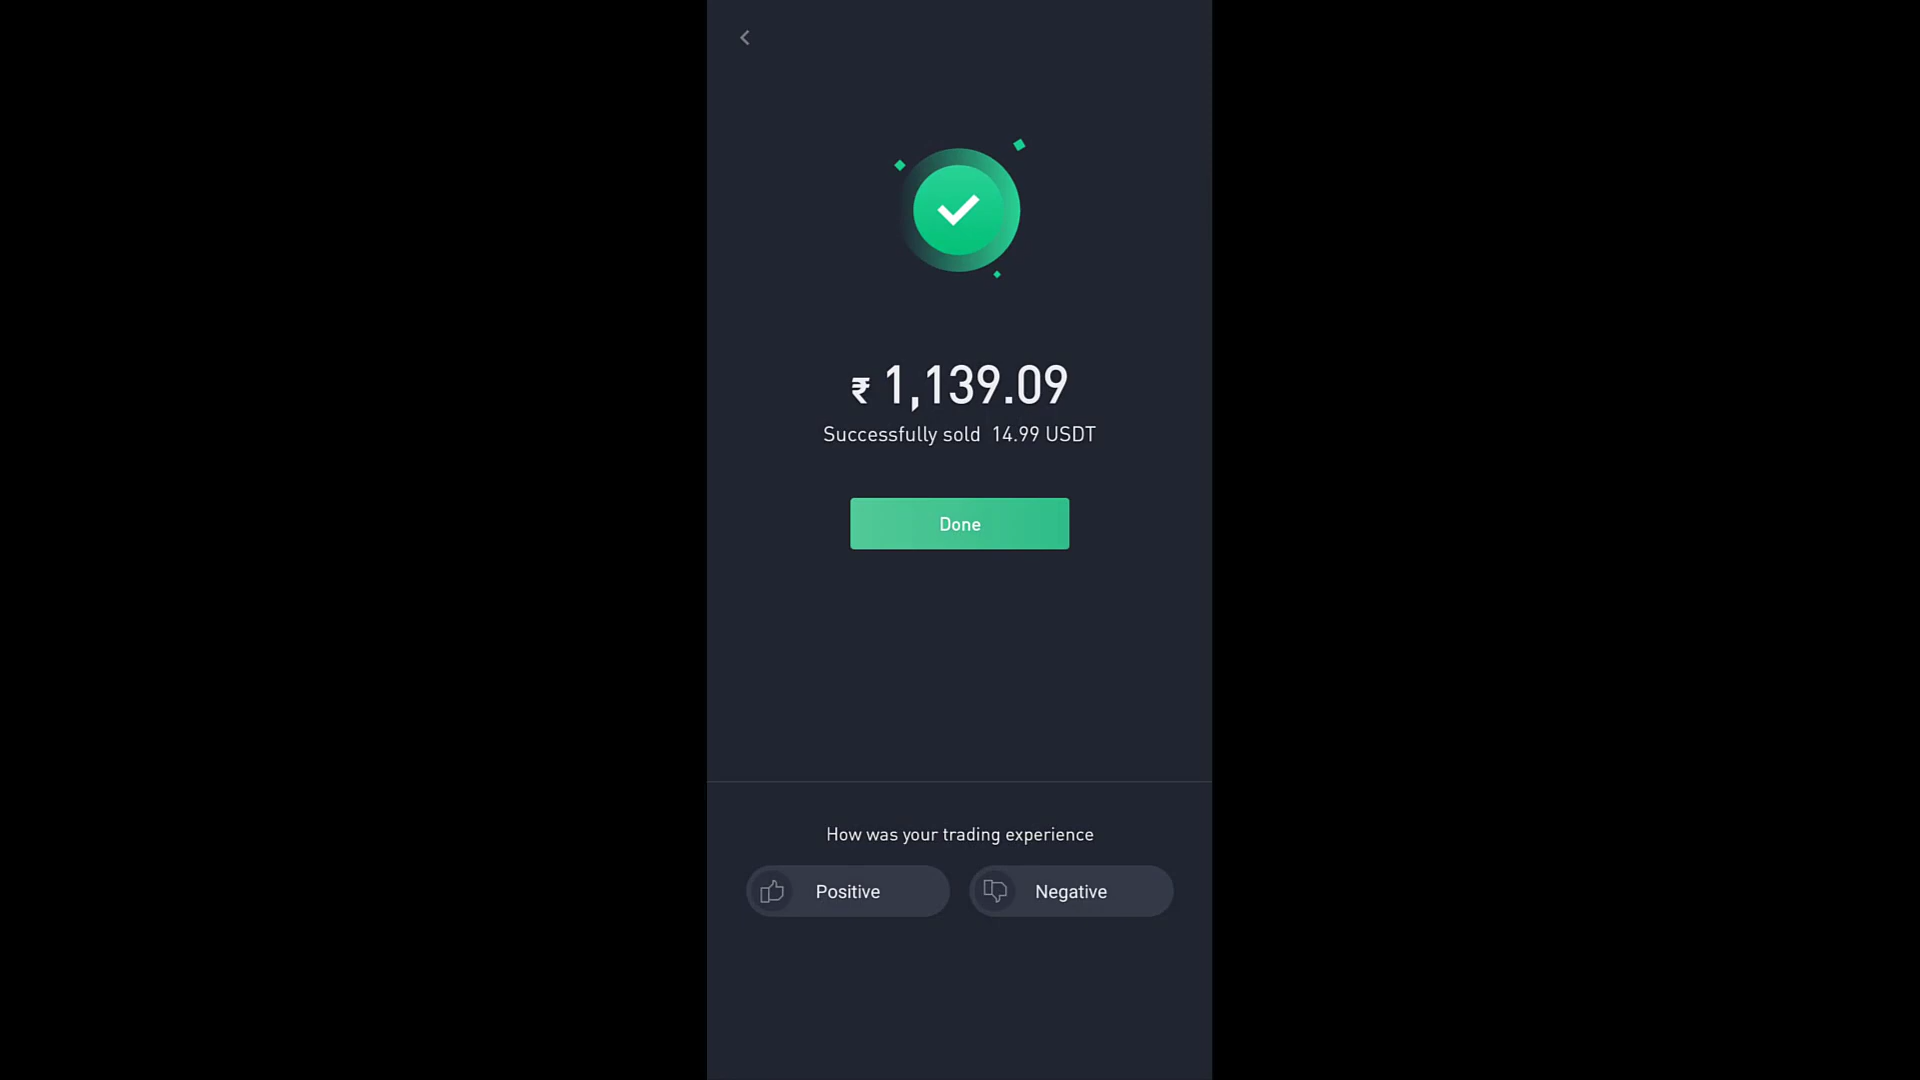 ₹ 1,139.09
Successfully sold 14.99 USDT
Done
How was your trading experience
Positive
Negative